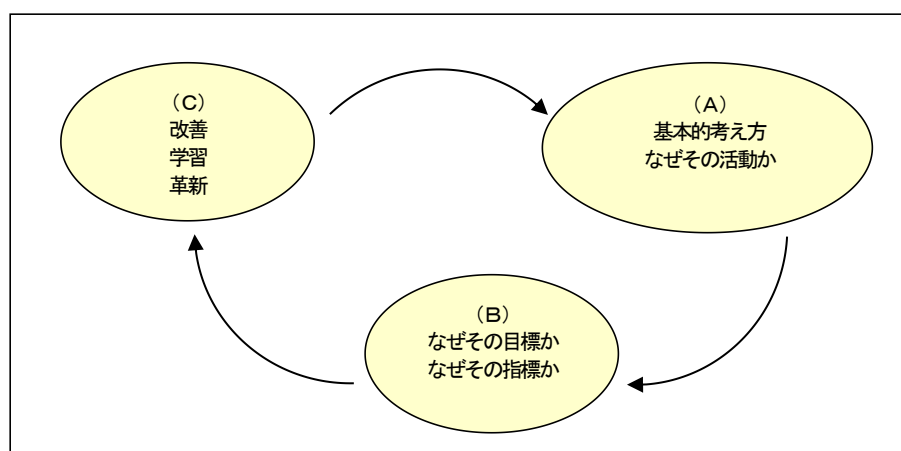 (C)
改善
学習
革新
(A)
基本的考え方
なぜその活動か
(B)
なぜその目標か
なぜその指標か